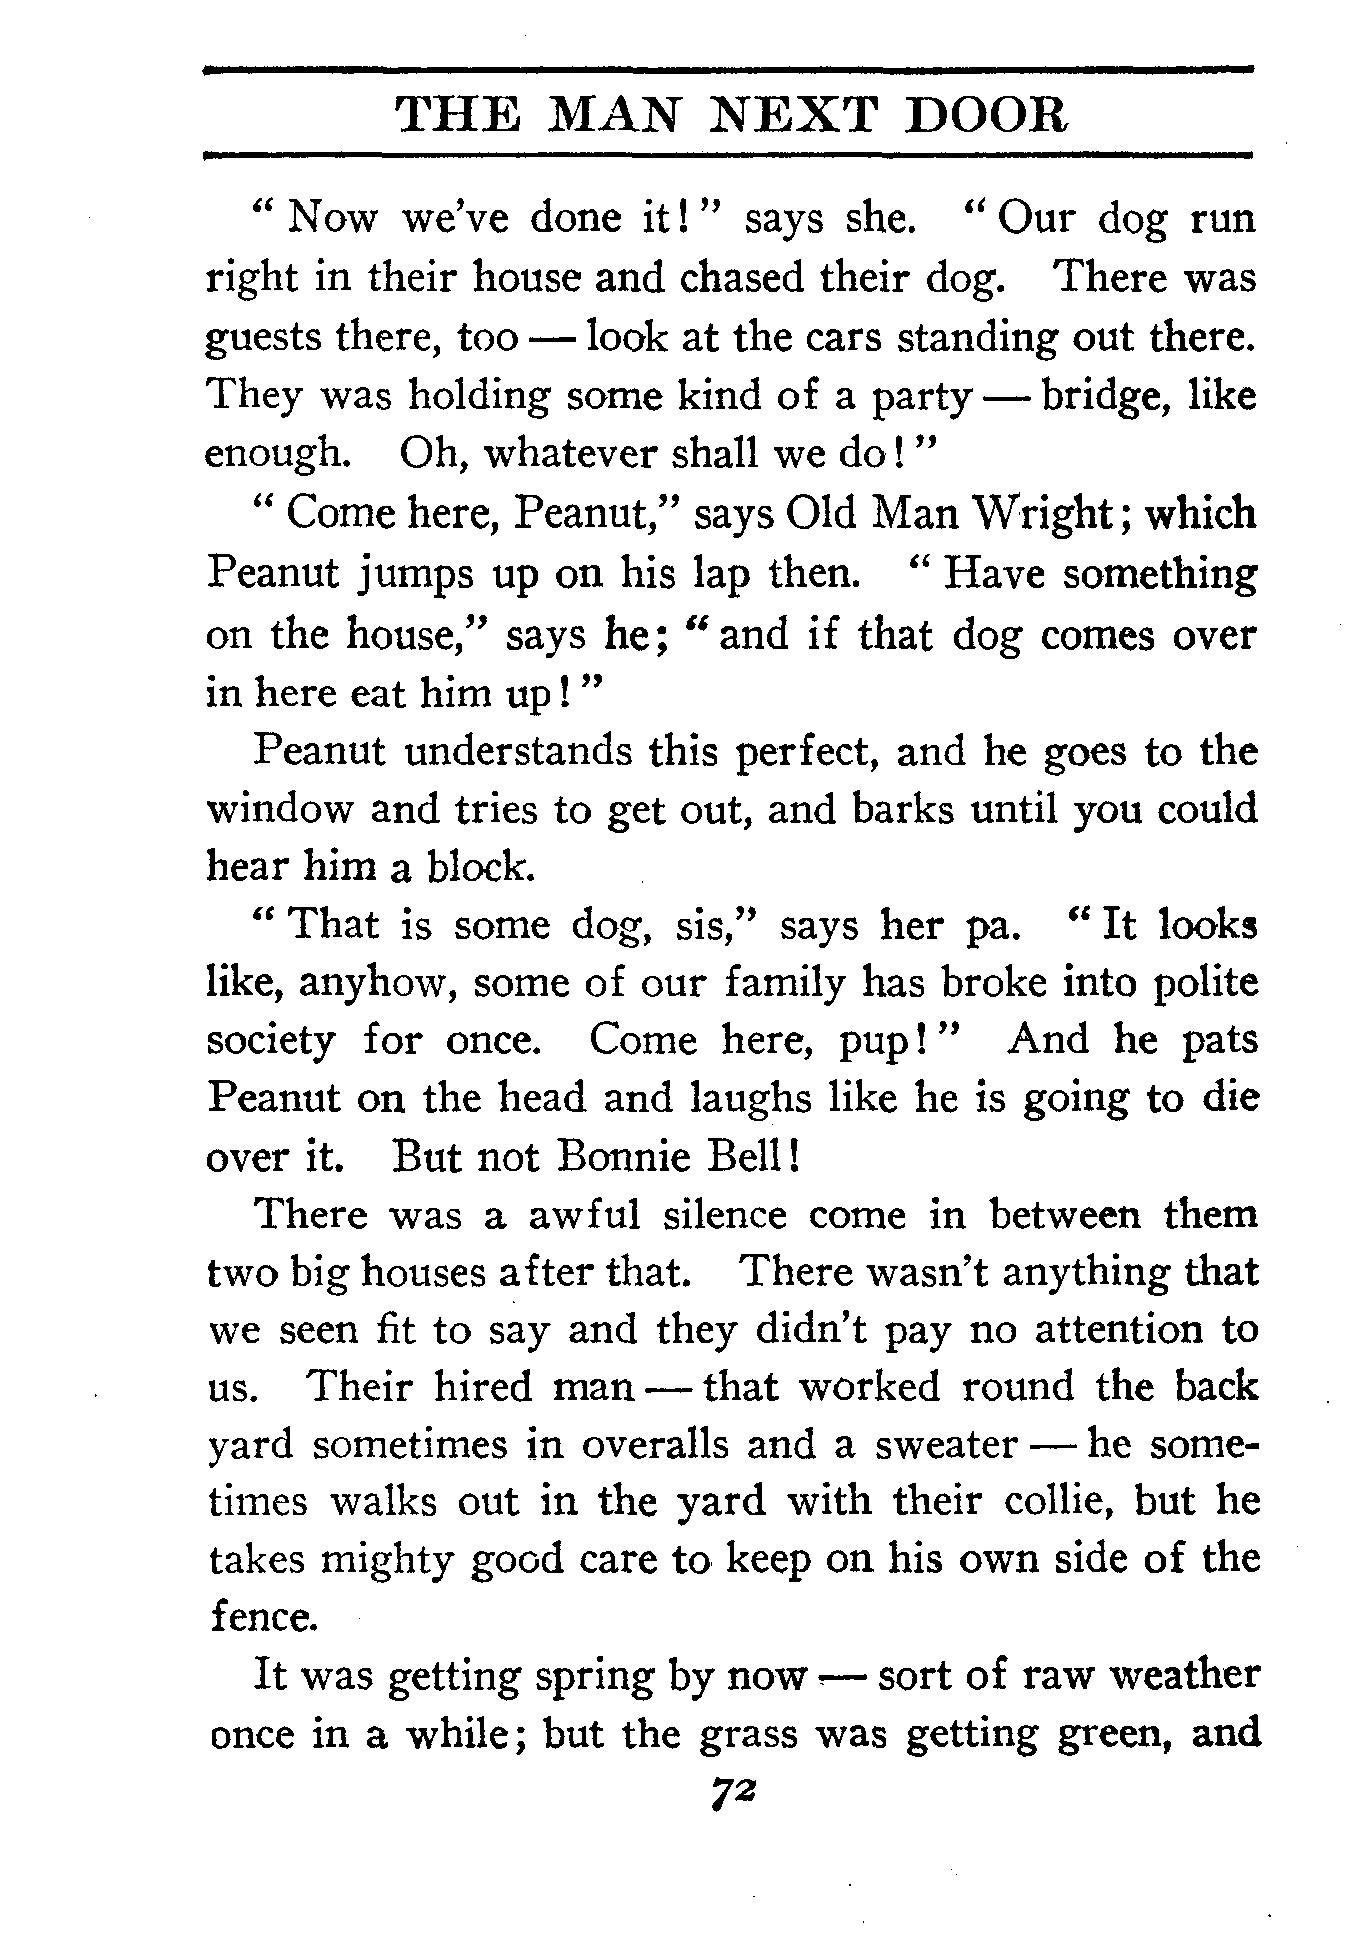 THE MAN NEXT DOOR
“ Now we’ve done it! ” says she. “ Our dog run
right in their house and chased their dog. There was
guests there, too — look at the cars standing out there.
They was holding some kind of a party — bridge, like
enough. Oh, whatever shall we do! ”
“ Come here, Peanut,” says Old Man Wright; which
Peanut jumps up on his lap then. “ Have something
on the house,” says he; “ and if that dog comes over
in here eat him up! ”
Peanut understands this perfect, and he goes to the
window and tries to get out, and barks until you could
hear him a block.
“ That is some dog, sis,” says her pa. “ It looks
like, anyhow, some of our family has broke into polite
society for once. Come here, pup! ” And he pats
Peanut on the head and laughs like he is going to die
over it. But not Bonnie Bell!
There was a awful silence come in between them
two big houses after that. There wasn’t anything that
we seen fit to say and they didn’t pay no attention to
us. Their hired man — that worked round the back
yard sometimes in overalls and a sweater — he some-
times walks out in the yard with their collie, but he
takes mighty good care to keep on his own side of the
fence.
It was getting spring by now — sort of raw weather
once in a while; but the grass was getting green, and
72